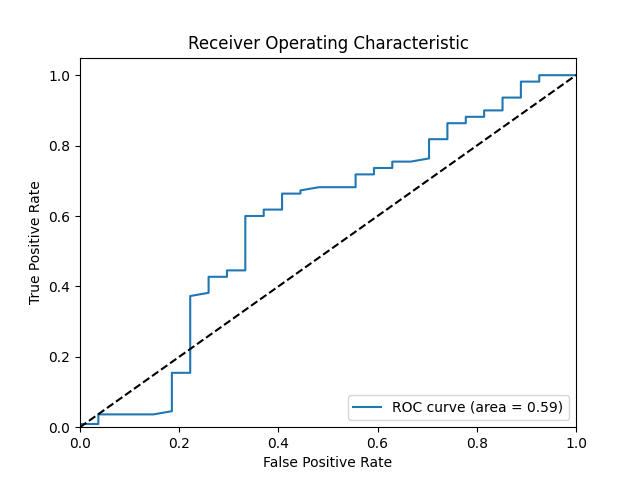 Receiver Operating Characteristic
True Positive Rate
1.0
0.8
0.6
0.4
0.2
0.0
ROC curve (area = 0.59)
0.0 0.2 0.4 0.6 0.8 1.0
False Positive Rate